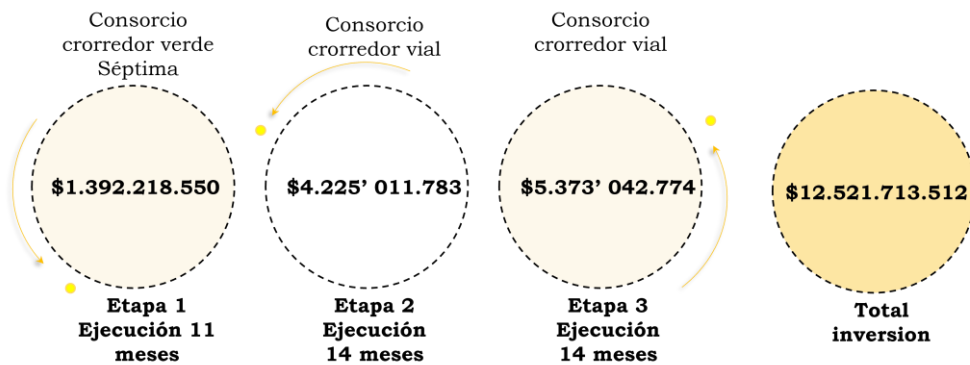 Consorcio
crorredor verde
Séptima
Consorcio
crorredor vial
Consorcio
crorredor vial
$1.392.218.550
$4.225' 011.783
$5.373' 042.774
$12.521.713.512
Etapa 1
Ejecución 11
meses
Etapa 2
Ejecución
14 meses
Etapa 3
Ejecución
14 meses
Total
inversion